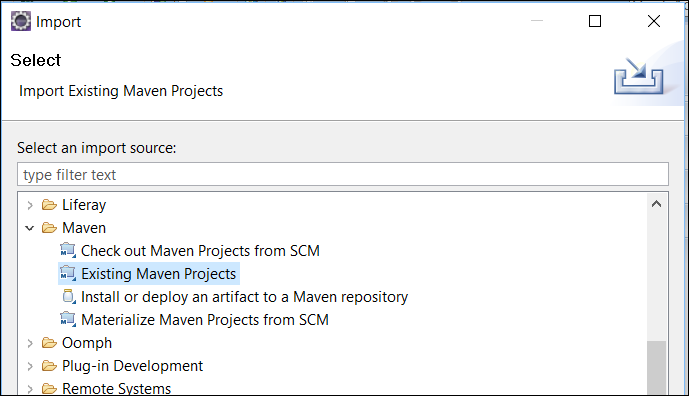 Import
Select
Import Existing Maven Projects
Select an import source:
type filter text
Liferay
Maven
Check out Maven Projects from SCM
Existing Maven Projects
Install or deploy an artifact to a Maven repository
Materialize Maven Projects from SCM
Oomph
Plug-in Development
Remote Systems